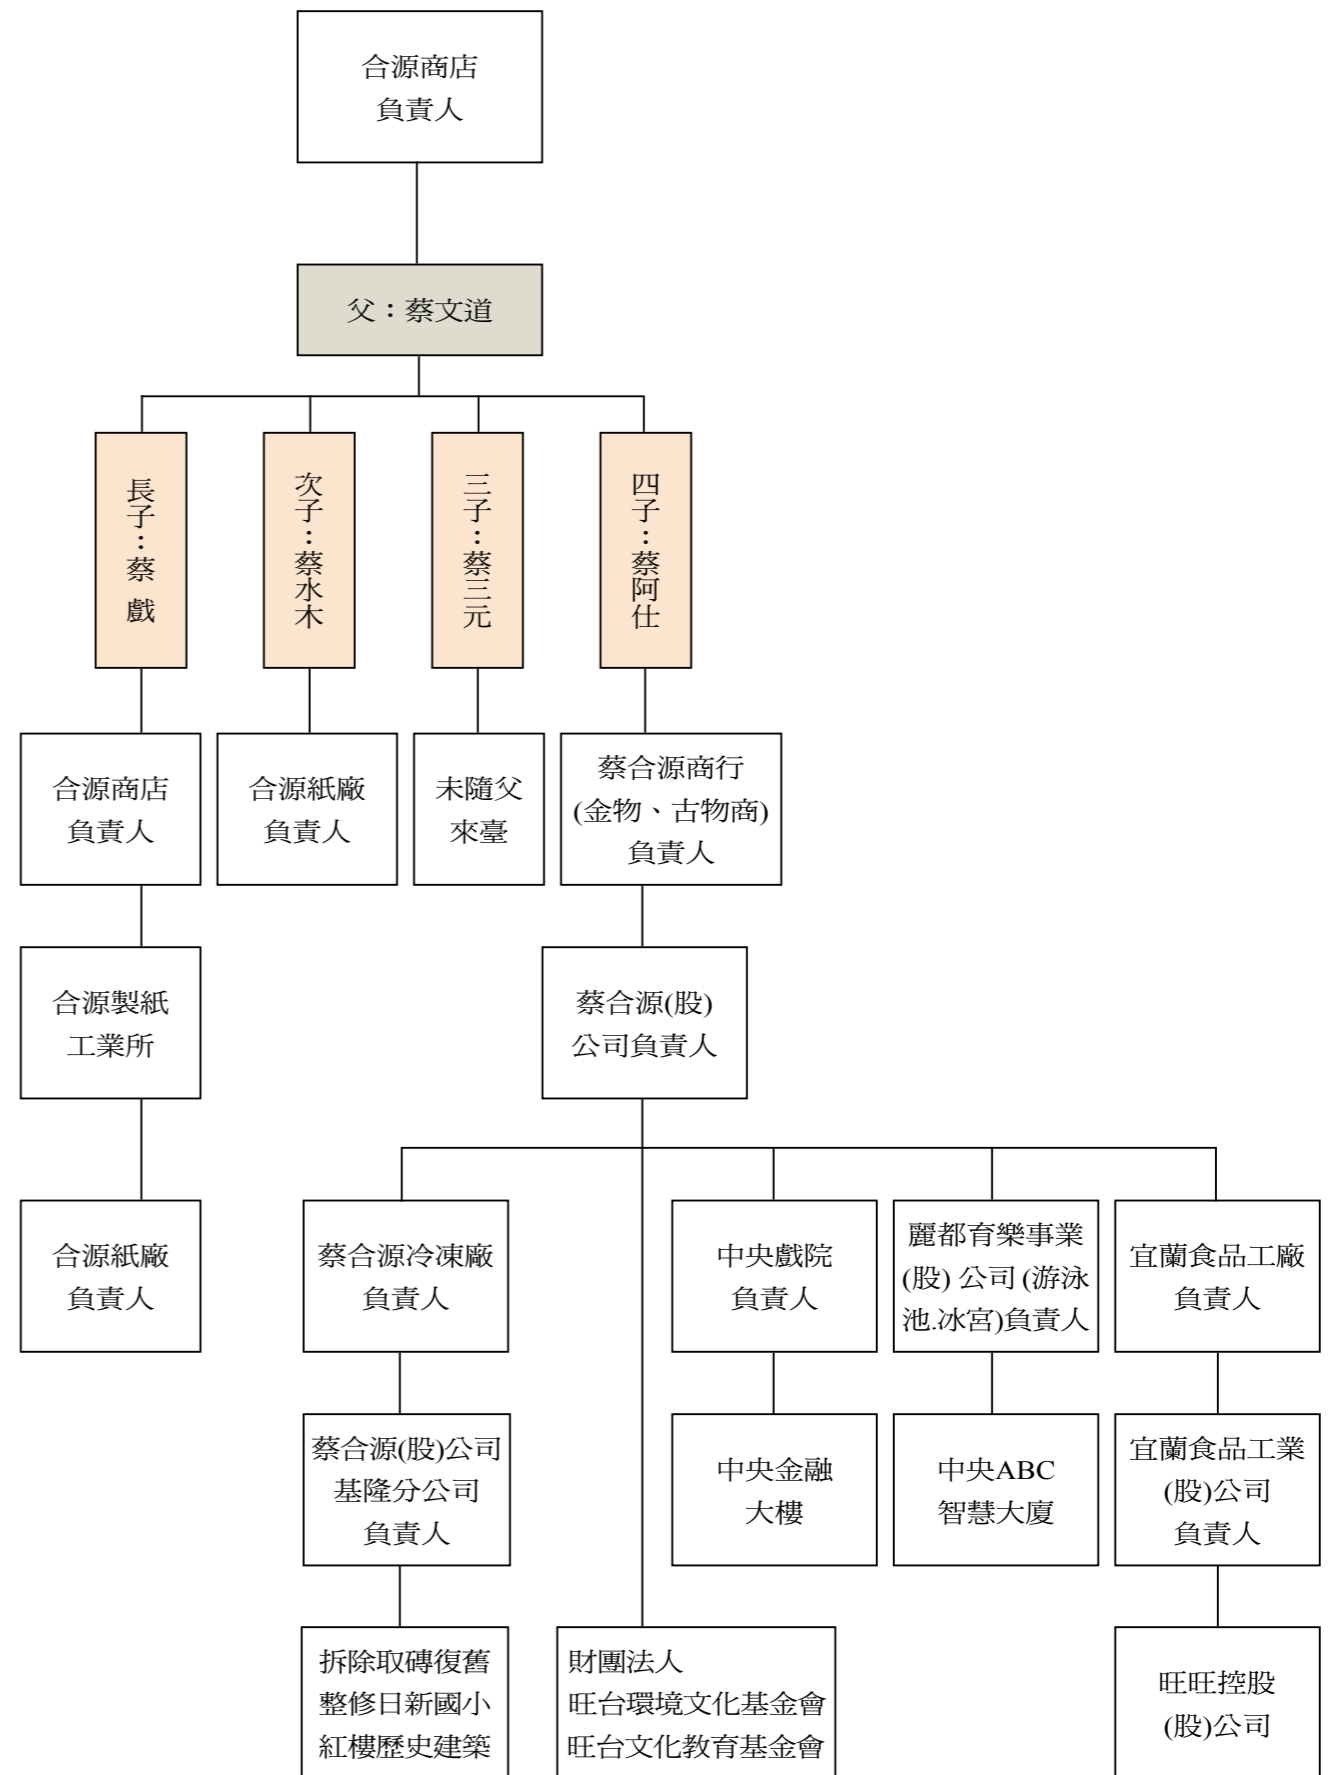 合源商店
負責人
父：蔡文道
長子：蔡 戲
次子：蔡水木
三子：蔡三元
四子：蔡阿仕
合源商店
負責人
合源紙廠
負責人
未隨父
來臺
蔡合源商行
(金物、古物商)
負責人
合源製紙
工業所
蔡合源(股)
公司負責人
合源紙廠
負責人
蔡合源冷凍廠
負責人
中央戲院
負責人
麗都育樂事業
(股) 公司 (游泳
池.冰宮)負責人
宜蘭食品工廠
負責人
蔡合源(股)公司
基隆分公司
負責人
中央金融
大樓
中央ABC
智慧大廈
宜蘭食品工業
(股)公司
負責人
拆除取磚復舊
整修日新國小
紅樓歷史建築
財團法人
旺台環境文化基金會
旺台文化教育基金會
旺旺控股
(股)公司